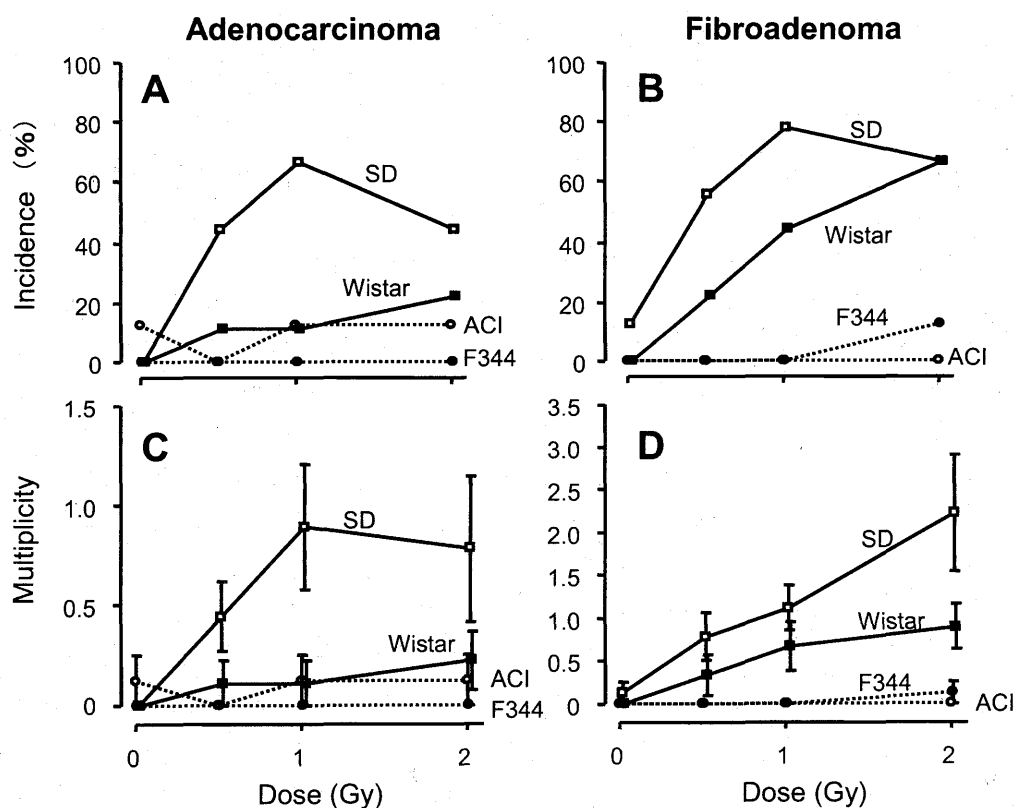 Adenocarcinoma
Fibroadenoma
A
B
Incidence (%)
100
80
60
40
20
0
SD
Wistar
ACI
F344
100
80
60
40
20
0
SD
Wistar
F344
ACI
C
D
Multiplicity
1.5
1.0
0.5
0
SD
Wistar
ACI
F344
3.5
3.0
2.5
2.0
1.5
1.0
0.5
0
SD
Wistar
F344
ACI
0 1 2
0 1 2
Dose (Gy)
Dose (Gy)